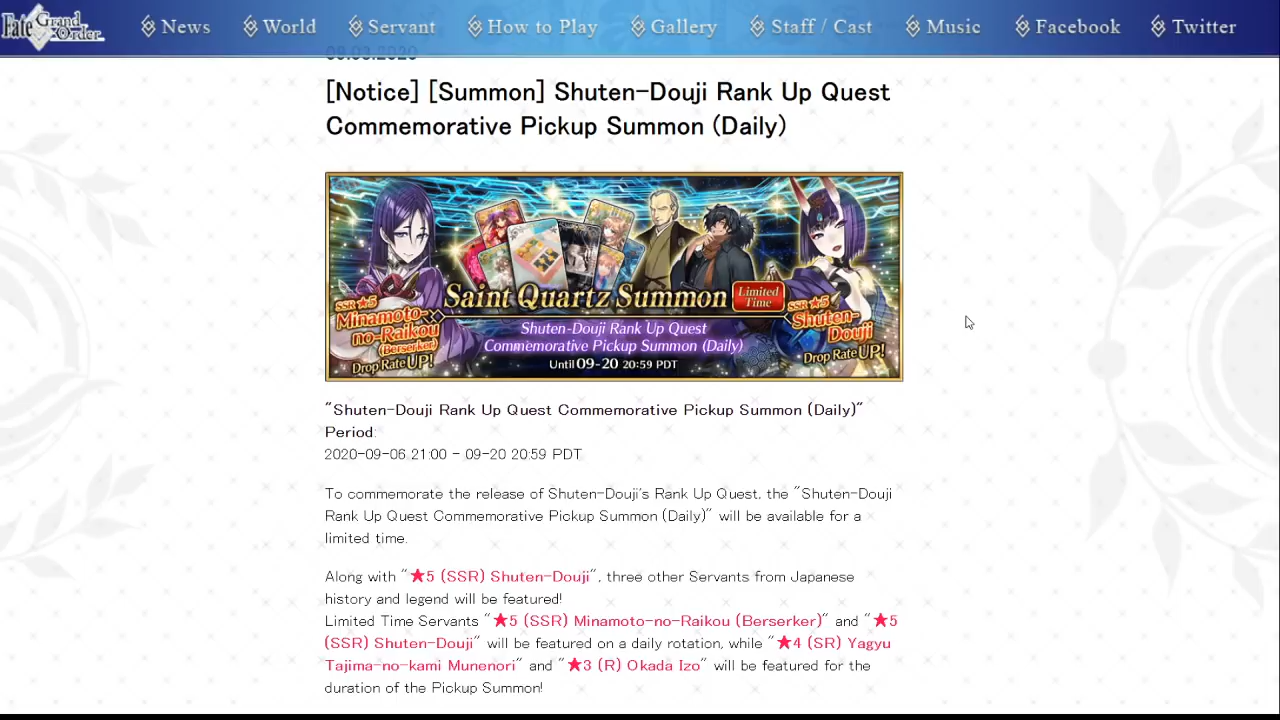 Fate Grand Order
News World Servant How to Play Gallery Staff / Cast Music Facebook Twitter
[Notice] [Summon] Shuten-Douji Rank Up Quest
Commemorative Pickup Summon (Daily)
Saint Quartz Summon
Limited
Time
SSR ★5
Minamoto-
no-Raikou
(Berserker)
Drop Rate UP!
Shuten-Douji Rank Up Quest
Commemorative Pickup Summon (Daily)
Until 09-20 20:59 PDT
SSR ★5
Shuten-
Douji
Drop Rate UP!
"Shuten-Douji Rank Up Quest Commemorative Pickup Summon (Daily)"
Period:
2020-09-06 21:00 - 09-20 20:59 PDT
To commemorate the release of Shuten-Douji's Rank Up Quest, the "Shuten-Douji
Rank Up Quest Commemorative Pickup Summon (Daily)" will be available for a
limited time.
Along with "★5 (SSR) Shuten-Douji", three other Servants from Japanese
history and legend will be featured!
Limited Time Servants "★5 (SSR) Minamoto-no-Raikou (Berserker)" and "★5
(SSR) Shuten-Douji" will be featured on a daily rotation, while "★4 (SR) Yagyu
Tajima-no-kami Munenori" and "★3 (R) Okada Izo" will be featured for the
duration of the Pickup Summon!